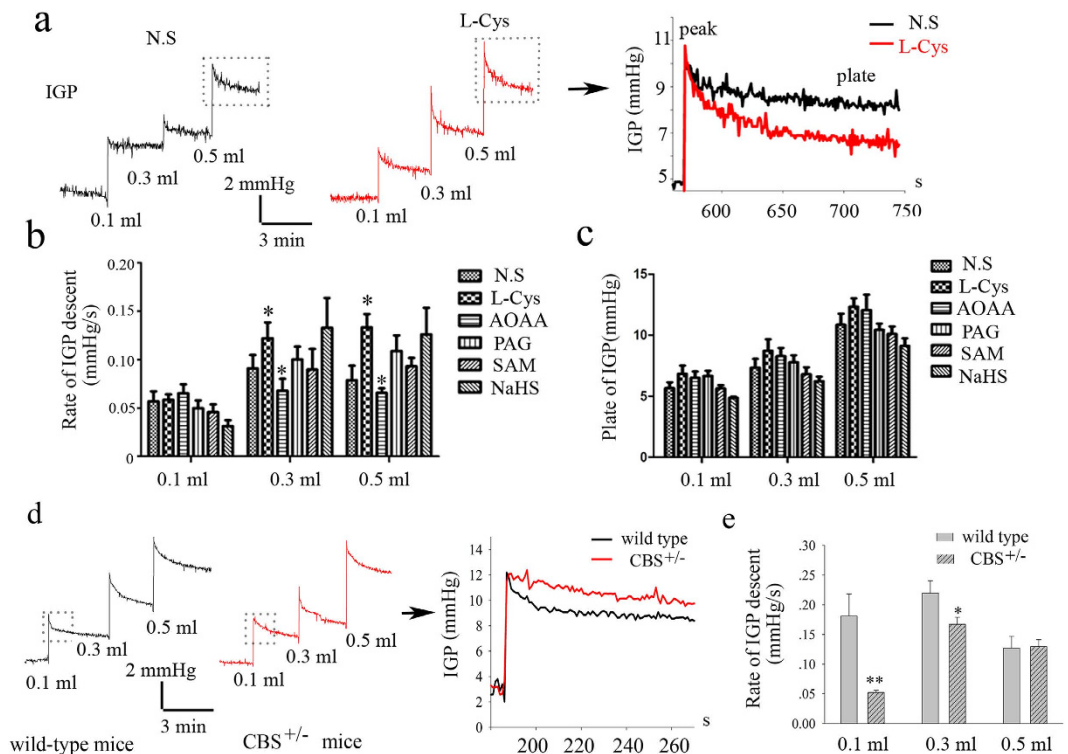 a
N.S
IGP
0.1 ml
0.3 ml
0.5 ml
2 mmHg
3 min
L-Cys
0.1 ml
0.3 ml
0.5 ml
IGP (mmHg)
11
9
7
5
peak
plate
N.S
L-Cys
600
650
700
750
s
b
Rate of IGP descent
(mmHg/s)
0.20
0.15
0.10
0.05
0
*
*
*
*
0.1 ml
0.3 ml
0.5 ml
N.S
L-Cys
AOAA
PAG
SAM
NaHS
c
Plate of IGP(mmHg)
15
10
5
0
0.1 ml
0.3 ml
0.5 ml
N.S
L-Cys
AOAA
PAG
SAM
NaHS
d
0.1 ml
0.3 ml
0.5 ml
2 mmHg
3 min
wild-type mice
0.1 ml
0.3 ml
0.5 ml
CBS+/- mice
IGP (mmHg)
14
12
10
8
6
4
2
0
wild type
CBS+/-
200
220
240
260
s
e
Rate of IGP descent
(mmHg/s)
.30
.25
.20
.15
.10
.05
0.00
wild type
CBS+/-
**
*
0.1 ml
0.3 ml
0.5 ml